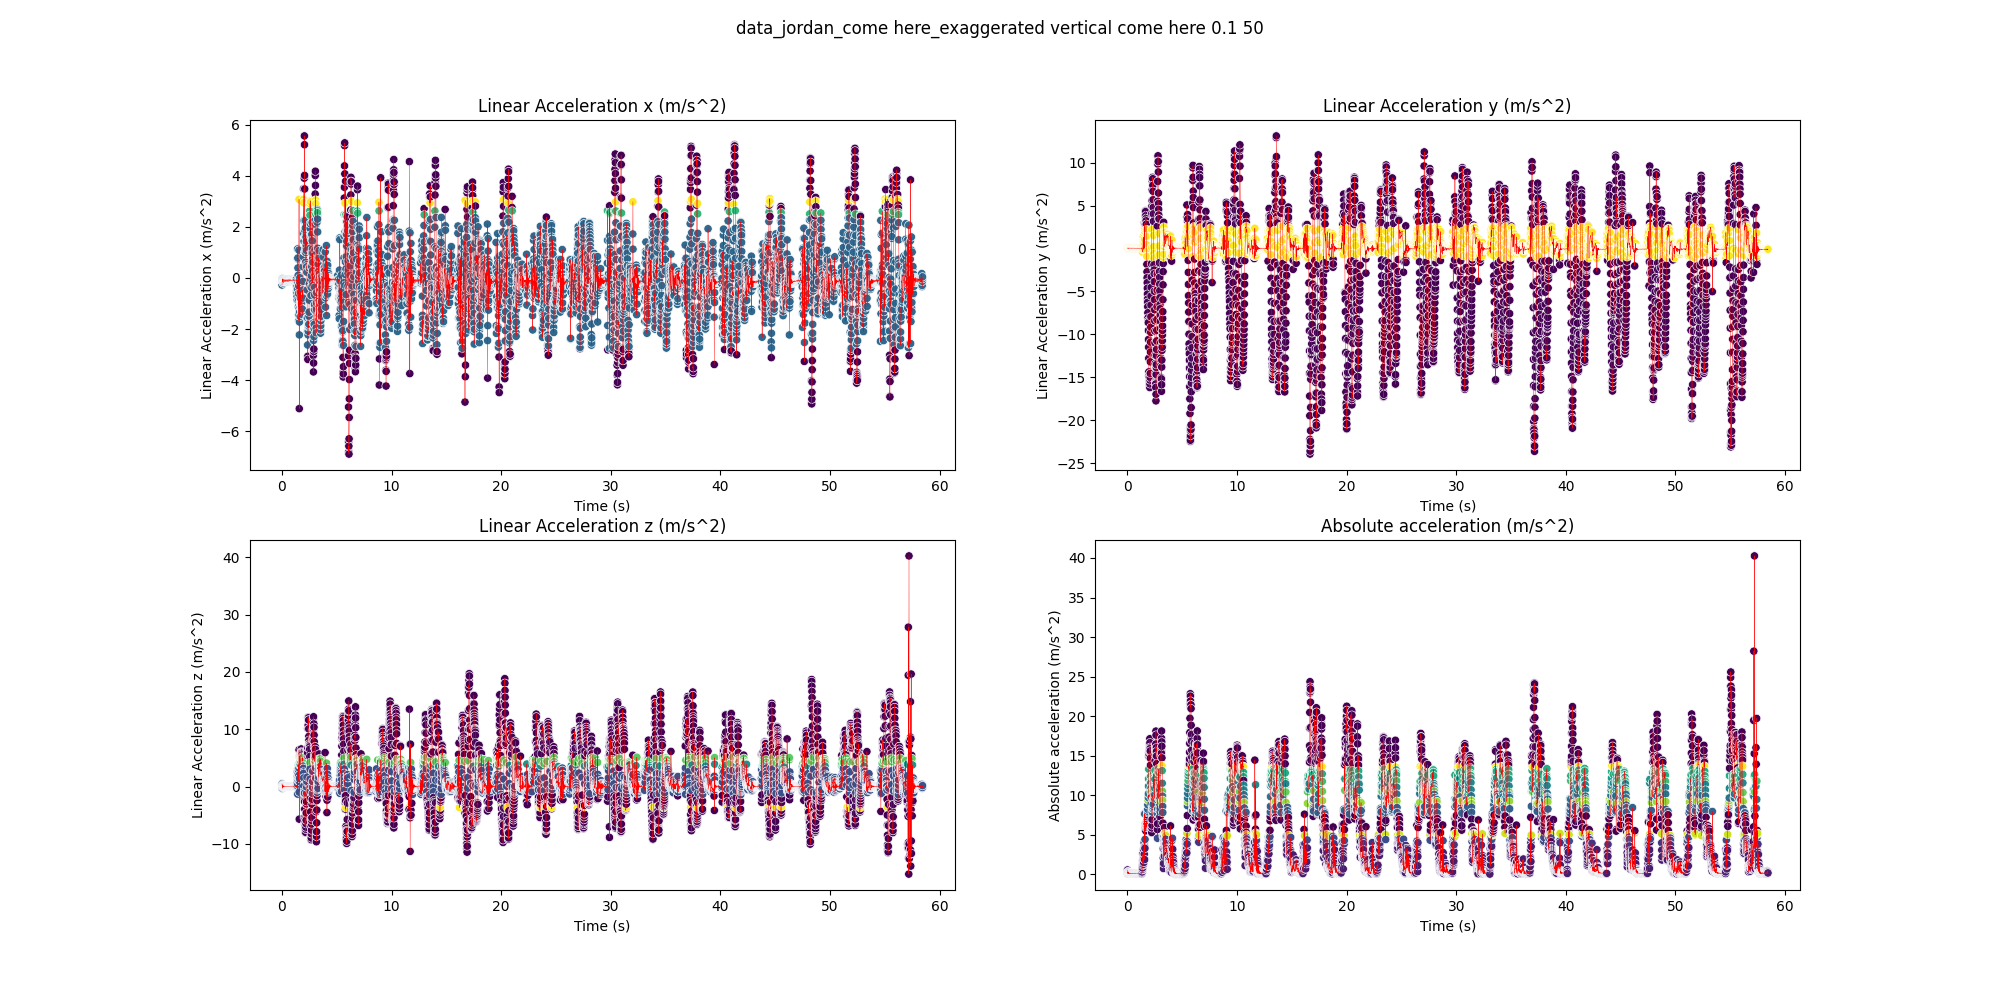 data_jordan_come here_exaggerated vertical come here 0.1 50
Linear Acceleration x (m/s^2)
Linear Acceleration x (m/s^2)
6
4
2
0
−2
−4
−6
0 10 20 30 40 50 60
Time (s)
Linear Acceleration y (m/s^2)
Linear Acceleration y (m/s^2)
10
5
0
−5
−10
−15
−20
−25
0 10 20 30 40 50 60
Time (s)
Linear Acceleration z (m/s^2)
Linear Acceleration z (m/s^2)
40
30
20
10
0
−10
0 10 20 30 40 50 60
Time (s)
Absolute acceleration (m/s^2)
Absolute acceleration (m/s^2)
40
35
30
25
20
15
10
5
0
0 10 20 30 40 50 60
Time (s)